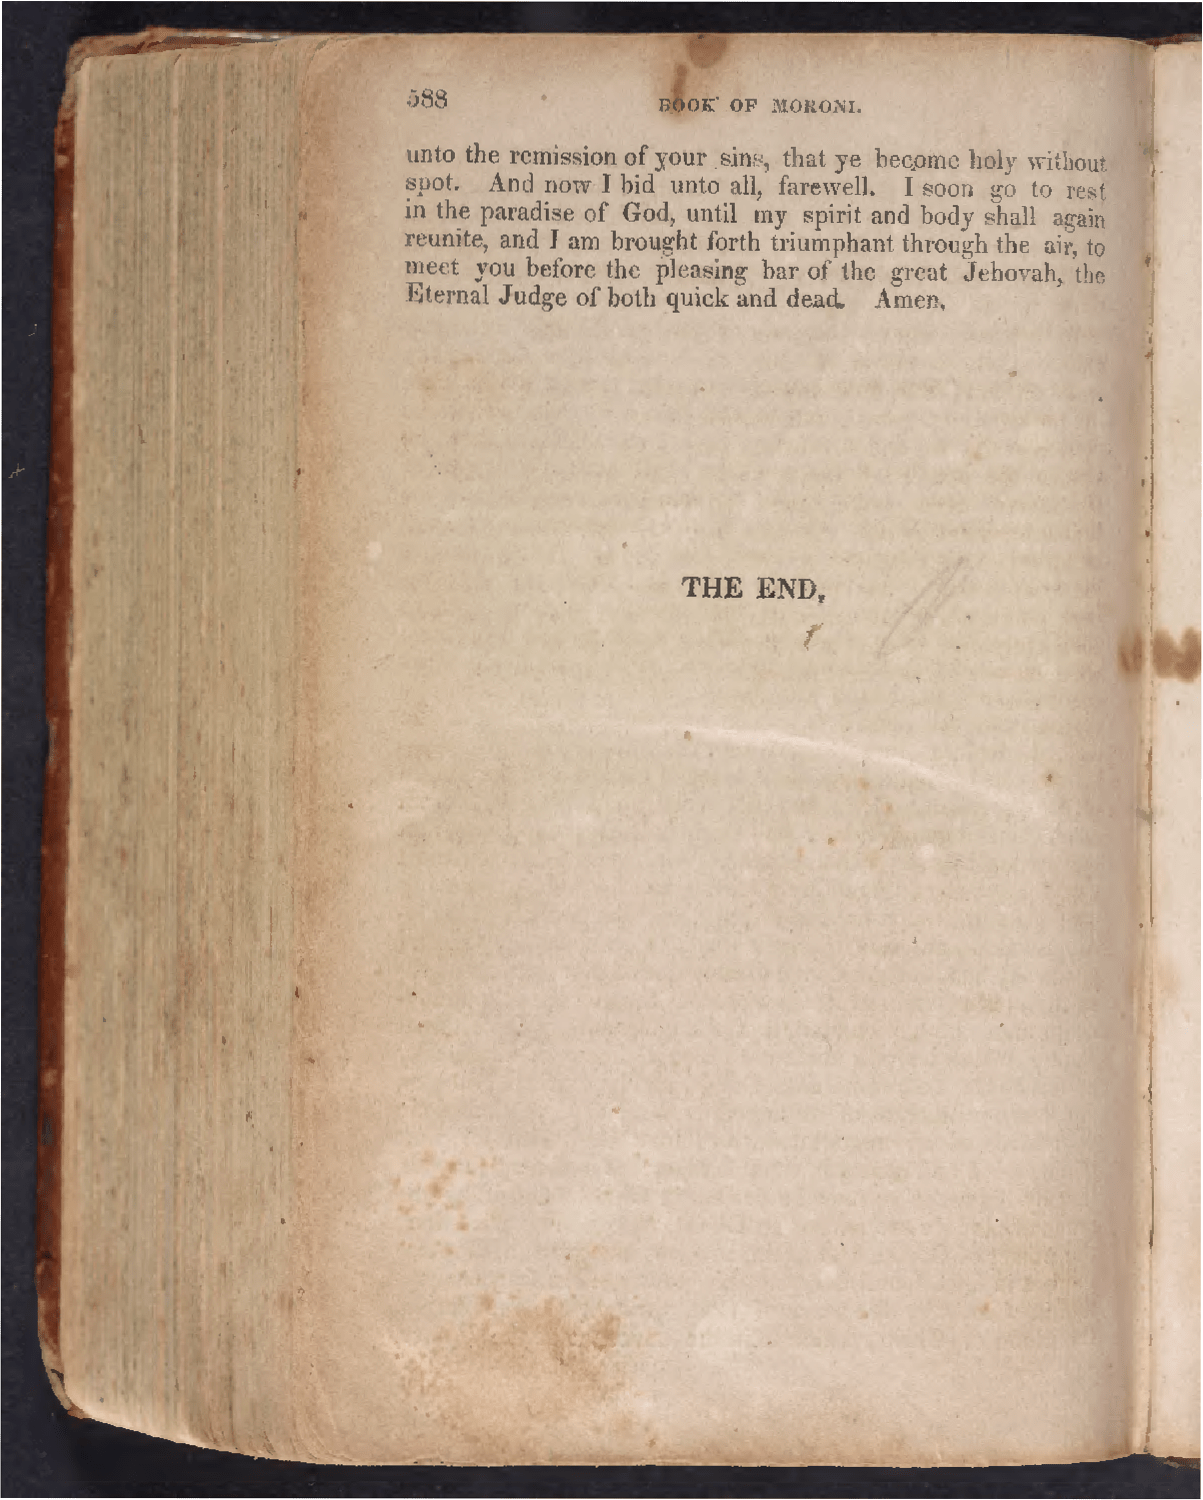 588
BOOK OF MORONI.
unto the remission of your sins, that ye become holy without
spot. And now I bid unto all, farewell. I soon go to rest
in the paradise of God, until my spirit and body shall again
reunite, and I am brought forth triumphant through the air, to
meet you before the pleasing bar of the great Jehovah, the
Eternal Judge of both quick and dead. Amen.
THE END.